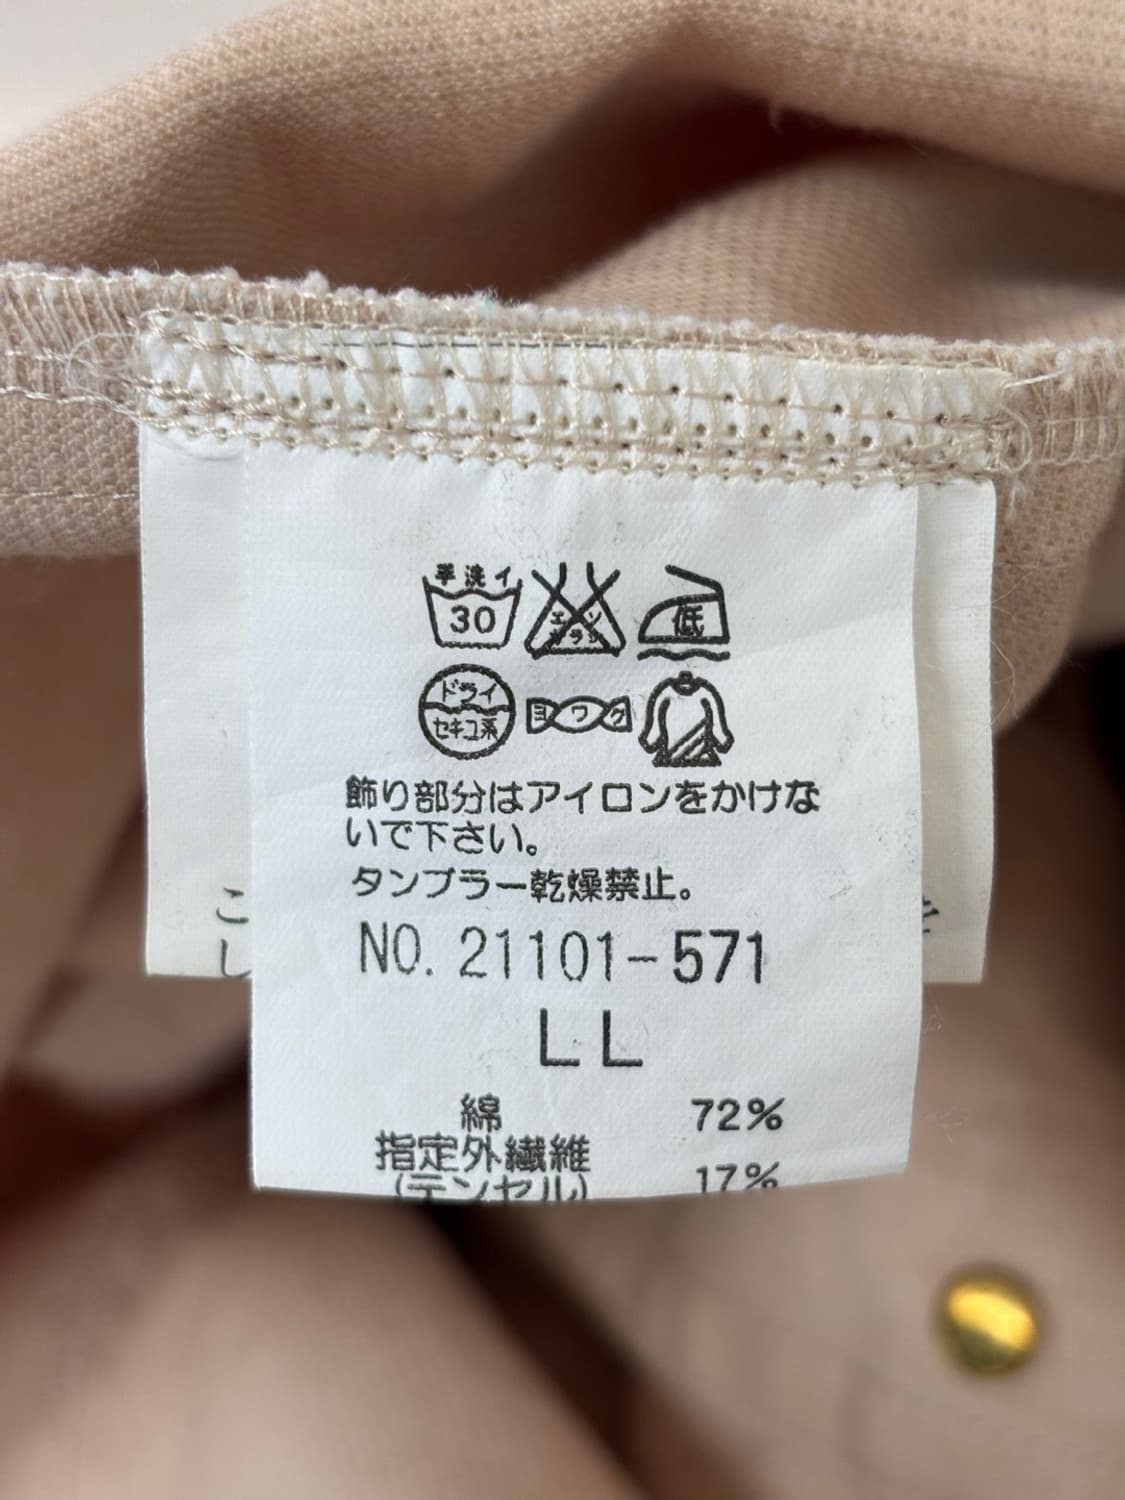 手洗イ
30
エンソ
サラシ
低
ドライ
セキユ系
ヨワク
飾り部分はアイロンをかけな
いで下さい。
タンブラー乾燥禁止。
NO. 21101-571
LL
綿 72%
指定外繊維
(テンセル) 17%
こ
し